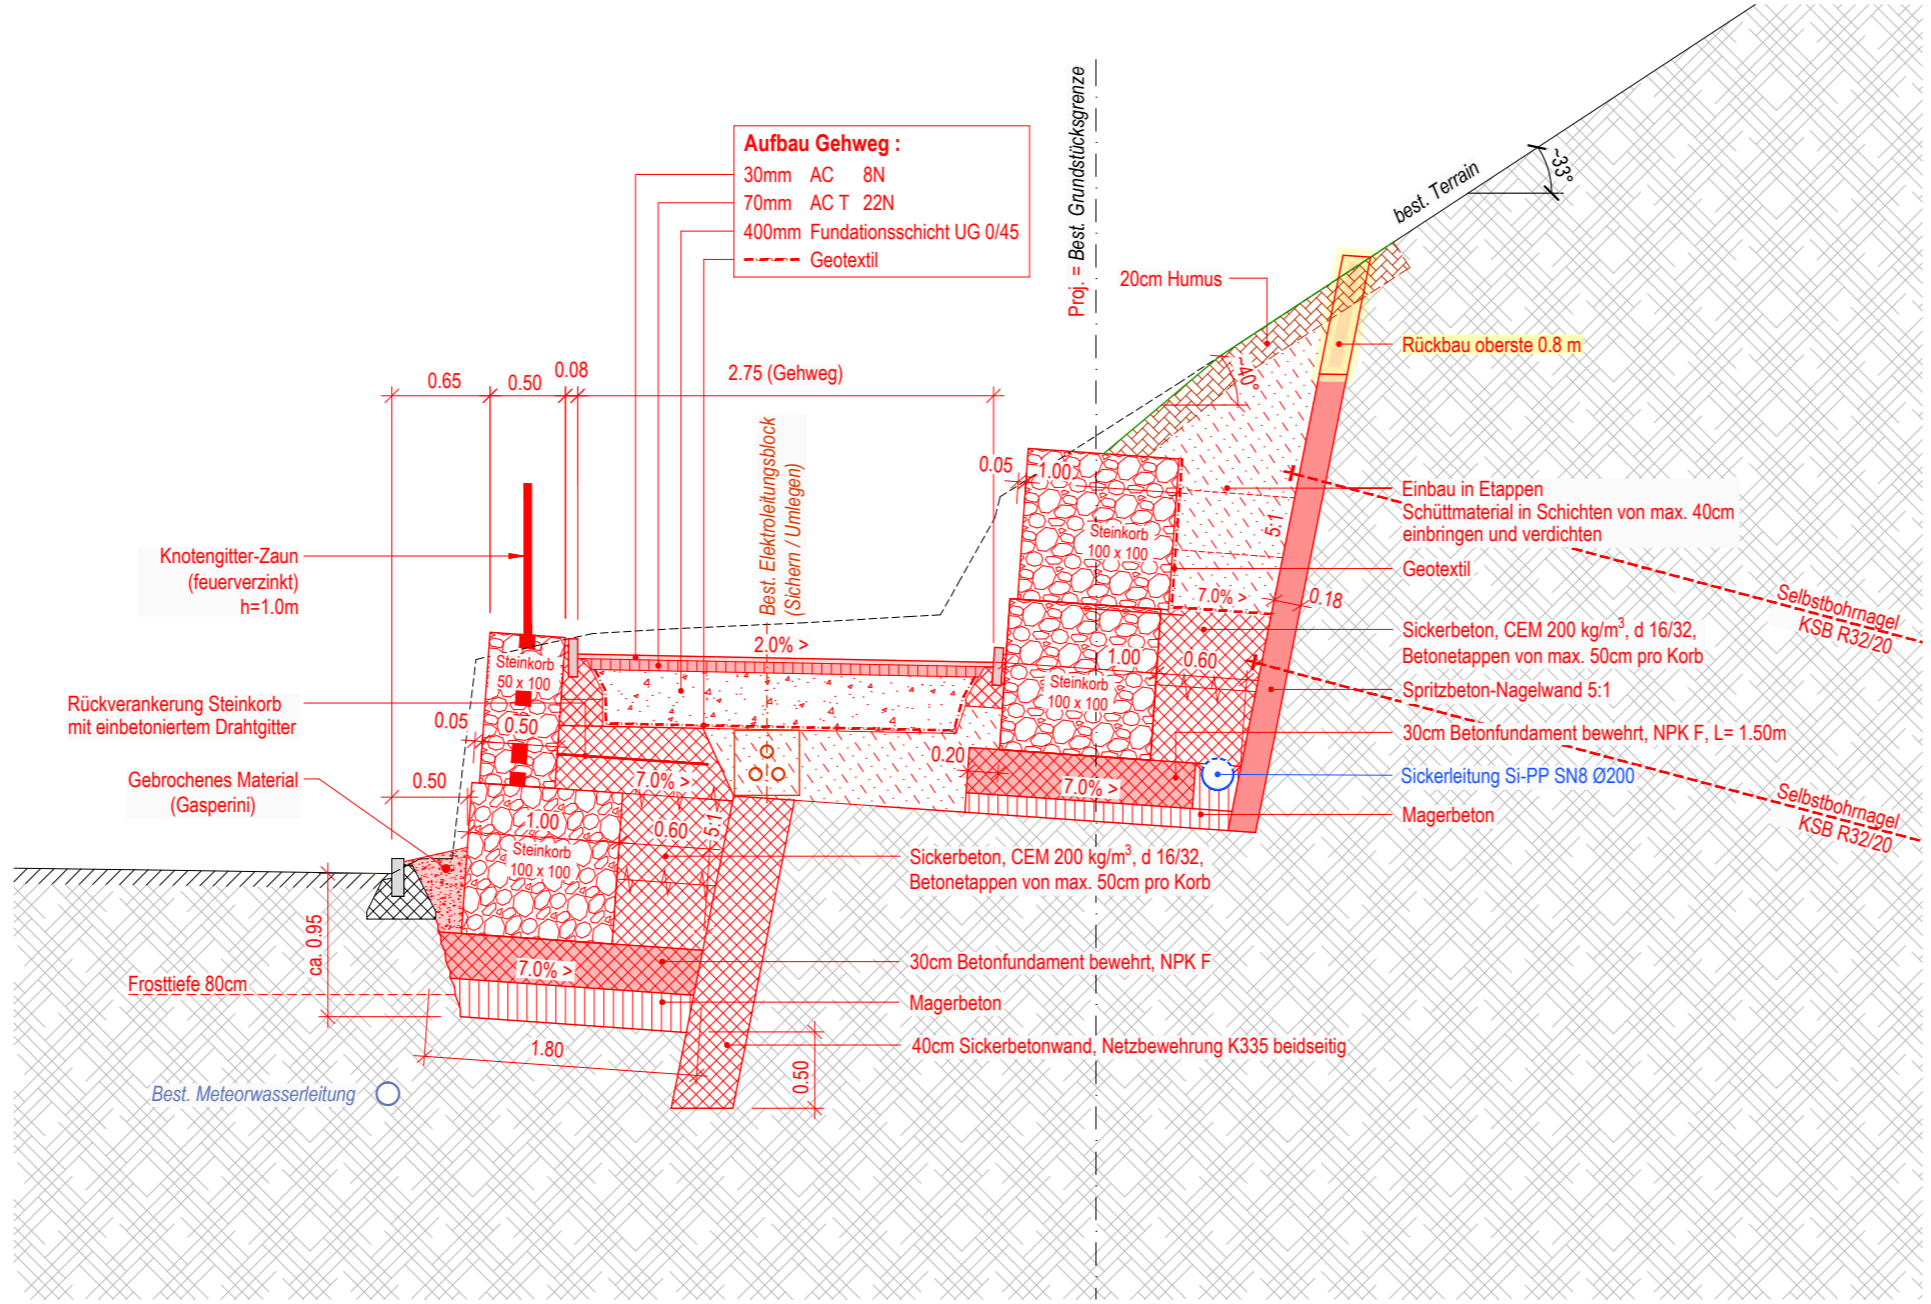 Aufbau Gehweg :
30mm AC 8N
70mm AC T 22N
400mm Fundationsschicht UG 0/45
Geotextil
Proj. = Best. Grundstücksgrenze
best. Terrain
~33°
20cm Humus
~40°
Rückbau oberste 0.8 m
0.65
0.50
0.08
2.75 (Gehweg)
Best. Elektroleitungsblock
(Sichern / Umlegen)
0.05
1.00
Steinkorb
100 x 100
5:1
Einbau in Etappen
Schüttmaterial in Schichten von max. 40cm
einbringen und verdichten
Geotextil
7.0% >
0.18
Selbstbohrnagel
KSB R32/20
Knotengitter-Zaun
(feuerverzinkt)
h=1.0m
2.0% >
Steinkorb
50 x 100
1.00
0.60
Steinkorb
100 x 100
Sickerbeton, CEM 200 kg/m³, d 16/32,
Betonetappen von max. 50cm pro Korb
Spritzbeton-Nagelwand 5:1
Rückverankerung Steinkorb
mit einbetoniertem Drahtgitter
0.05
0.50
30cm Betonfundament bewehrt, NPK F, L= 1.50m
0.20
7.0% >
Sickerleitung Si-PP SN8 Ø200
Magerbeton
Selbstbohrnagel
KSB R32/20
Gebrochenes Material
(Gasperini)
0.50
7.0% >
1.00
0.60
5:1
Steinkorb
100 x 100
Sickerbeton, CEM 200 kg/m³, d 16/32,
Betonetappen von max. 50cm pro Korb
ca. 0.95
Frosttiefe 80cm
7.0% >
30cm Betonfundament bewehrt, NPK F
Magerbeton
40cm Sickerbetonwand, Netzbewehrung K335 beidseitig
1.80
0.50
Best. Meteorwasserleitung